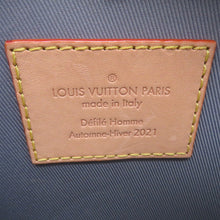 LOUIS VUITTON PARIS
made in Italy
Défilé Homme
Automne-Hiver 2021